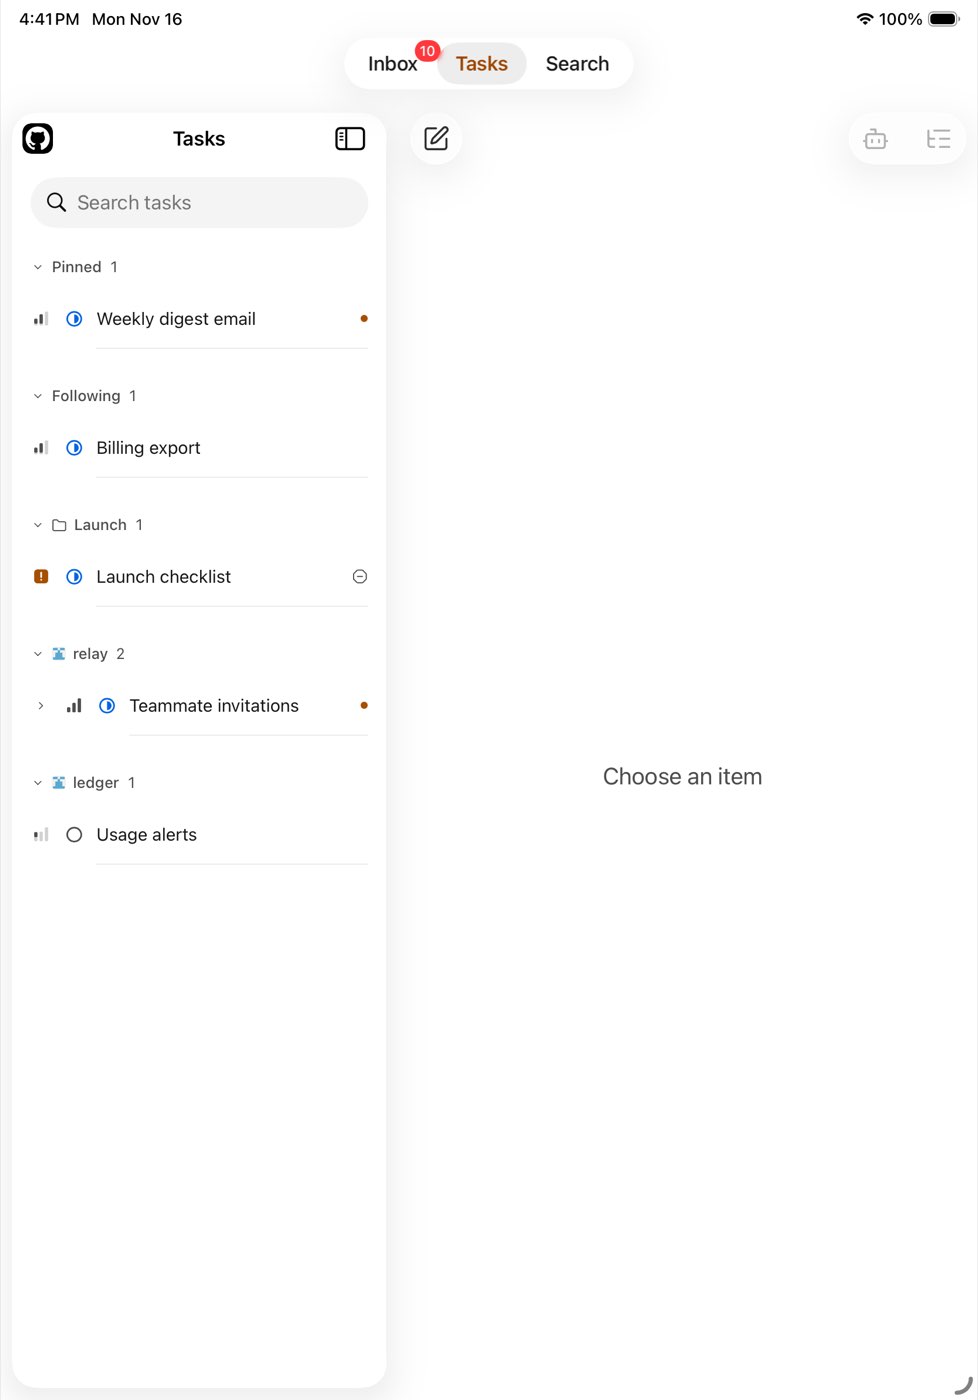 4:41 PM Mon Nov 16
100%
Inbox 10 Tasks Search
Tasks
Search tasks
Pinned 1
Weekly digest email
Following 1
Billing export
Launch 1
Launch checklist
relay 2
Teammate invitations
ledger 1
Usage alerts
Choose an item